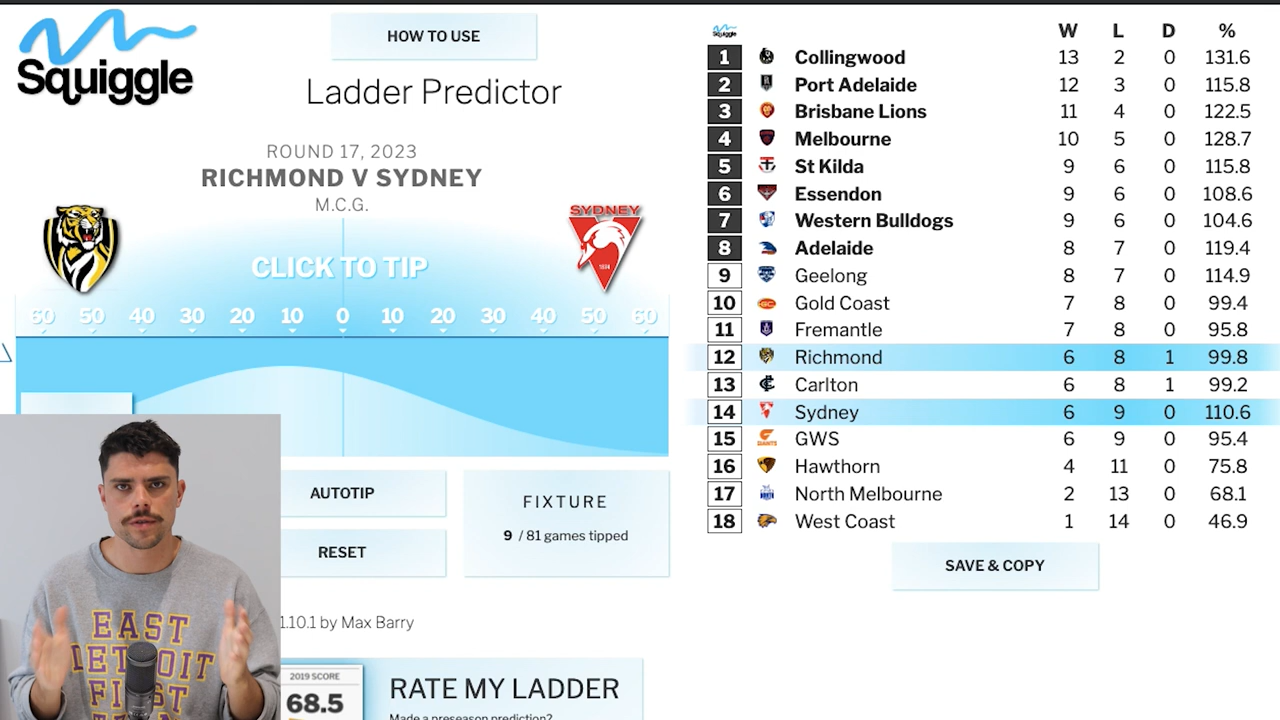 Squiggle
HOW TO USE
Ladder Predictor
ROUND 17, 2023
RICHMOND V SYDNEY
M.C.G.
SYDNEY
1874
CLICK TO TIP
60 50 40 30 20 10 0 10 20 30 40 50 60
AUTOTIP
RESET
FIXTURE
9 / 81 games tipped
1.10.1 by Max Barry
2019 SCORE
68.5
RATE MY LADDER
Made a preseason prediction?
EAST
DETROIT
FIRST
Squiggle W L D %
1 Collingwood 13 2 0 131.6
2 Port Adelaide 12 3 0 115.8
3 Brisbane Lions 11 4 0 122.5
4 Melbourne 10 5 0 128.7
5 St Kilda 9 6 0 115.8
6 Essendon 9 6 0 108.6
7 Western Bulldogs 9 6 0 104.6
8 Adelaide 8 7 0 119.4
9 Geelong 8 7 0 114.9
10 Gold Coast 7 8 0 99.4
11 Fremantle 7 8 0 95.8
12 Richmond 6 8 1 99.8
13 Carlton 6 8 1 99.2
14 Sydney 6 9 0 110.6
15 GWS 6 9 0 95.4
16 Hawthorn 4 11 0 75.8
17 North Melbourne 2 13 0 68.1
18 West Coast 1 14 0 46.9
SAVE & COPY